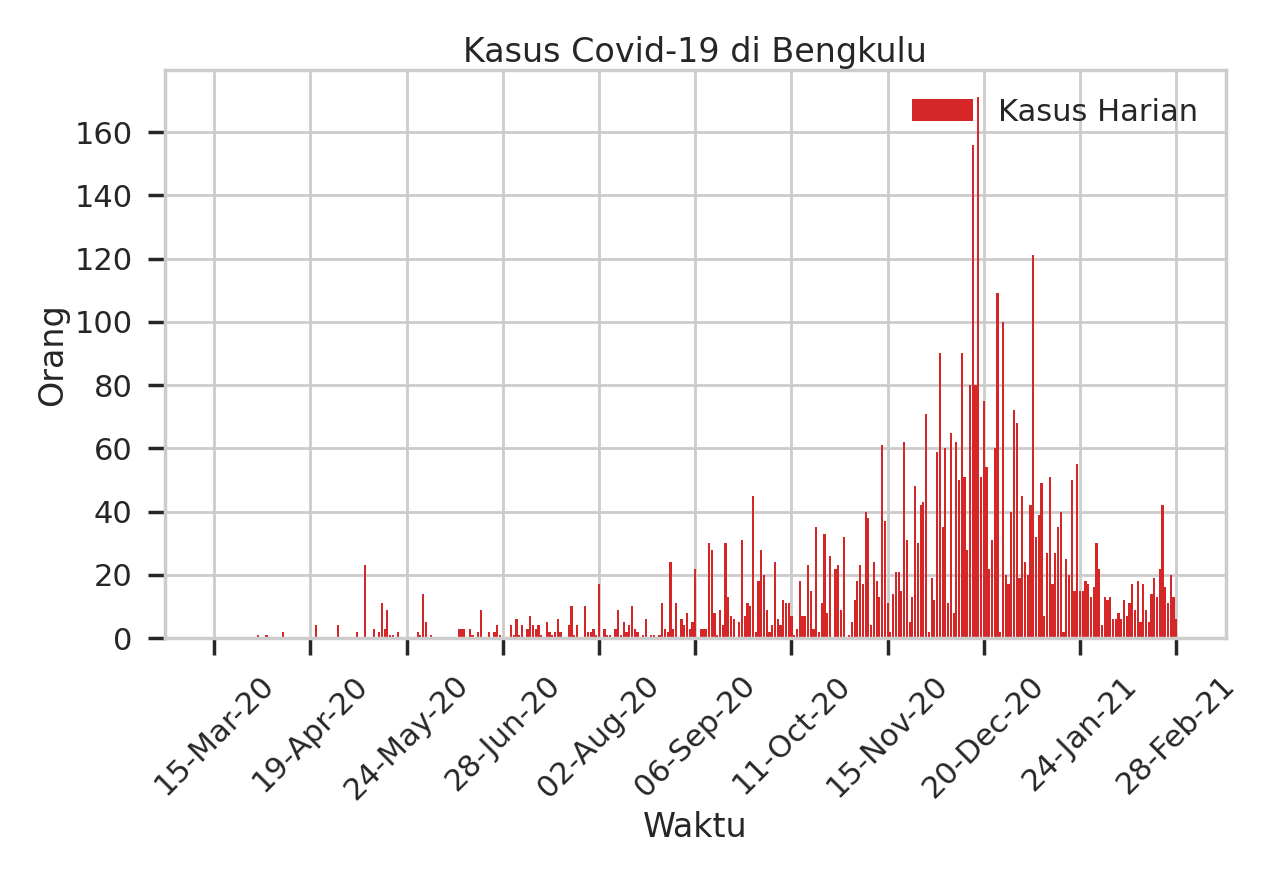 Kasus Covid-19 di Bengkulu
Kasus Harian
160
140
120
100
80
60
40
20
0
Orang
15-Mar-20
19-Apr-20
24-May-20
28-Jun-20
02-Aug-20
06-Sep-20
11-Oct-20
15-Nov-20
20-Dec-20
24-Jan-21
28-Feb-21
Waktu